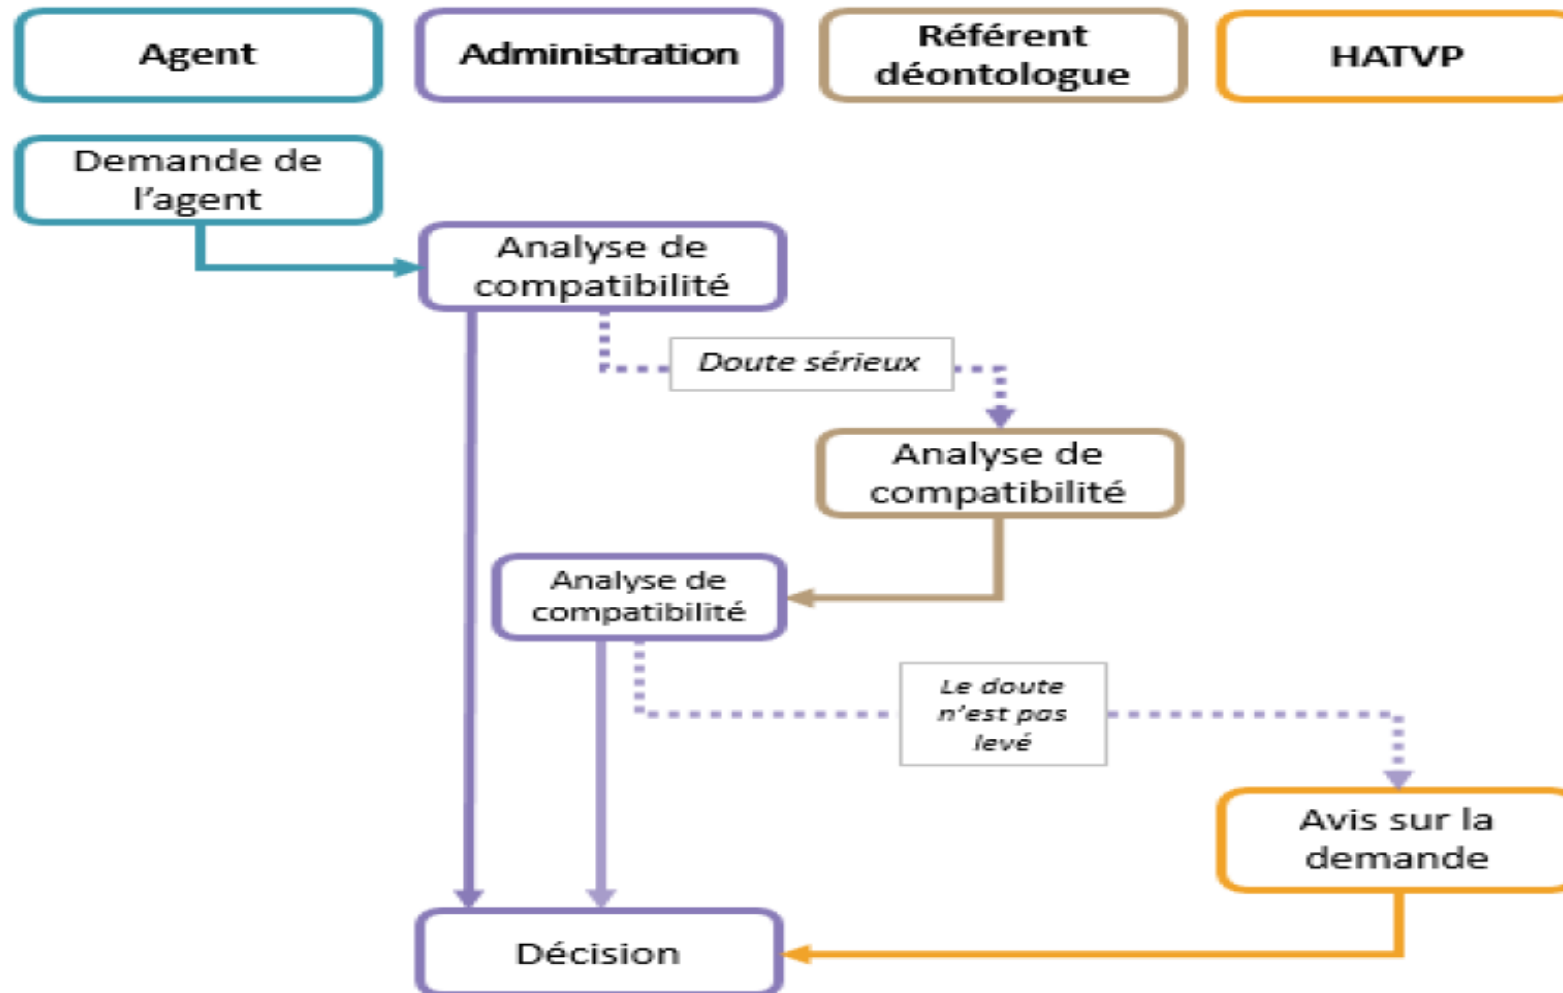 Agent
Administration
Référent
déontologue
HATVP
Demande de
l'agent
Analyse de
compatibilité
Doute sérieux
Analyse de
compatibilité
Analyse de
compatibilité
Le doute
n'est pas
levé
Avis sur la
demande
Décision